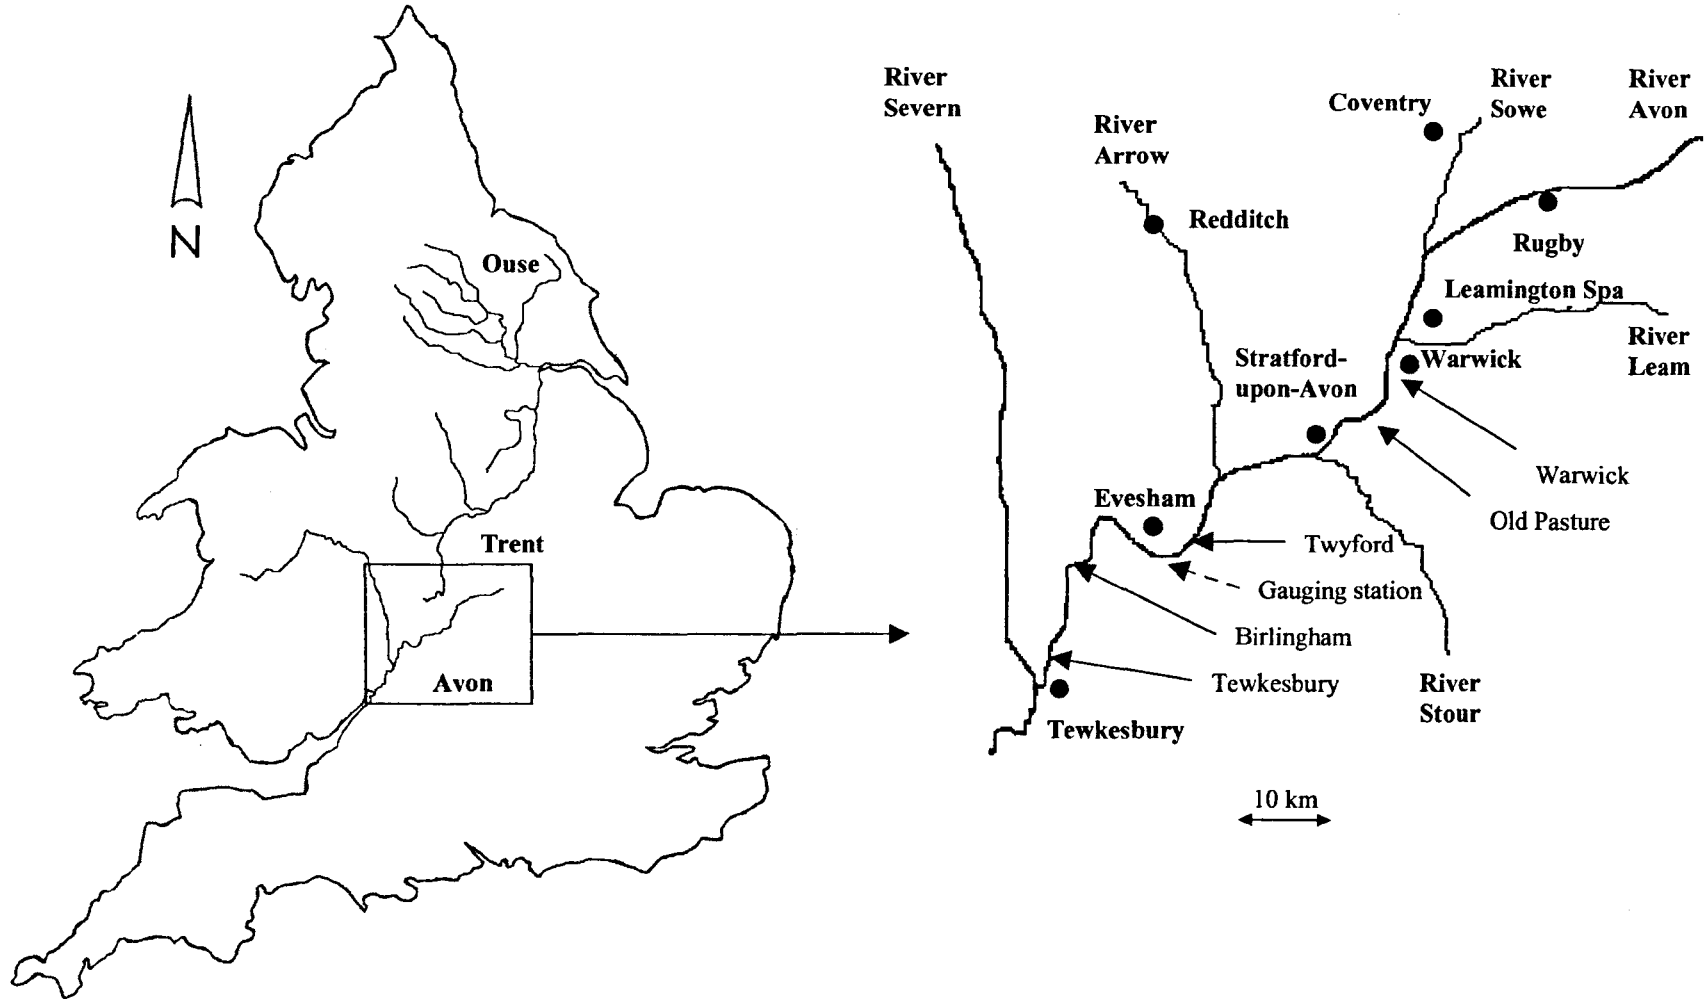 N
Ouse
Trent
Avon
River
Severn
River
Arrow
Redditch
Coventry
River
Sowe
River
Avon
Rugby
Leamington Spa
River
Leam
Warwick
Stratford-
upon-Avon
Warwick
Old Pasture
Evesham
Twyford
Gauging station
Birlingham
Tewkesbury
River
Stour
Tewkesbury
10 km